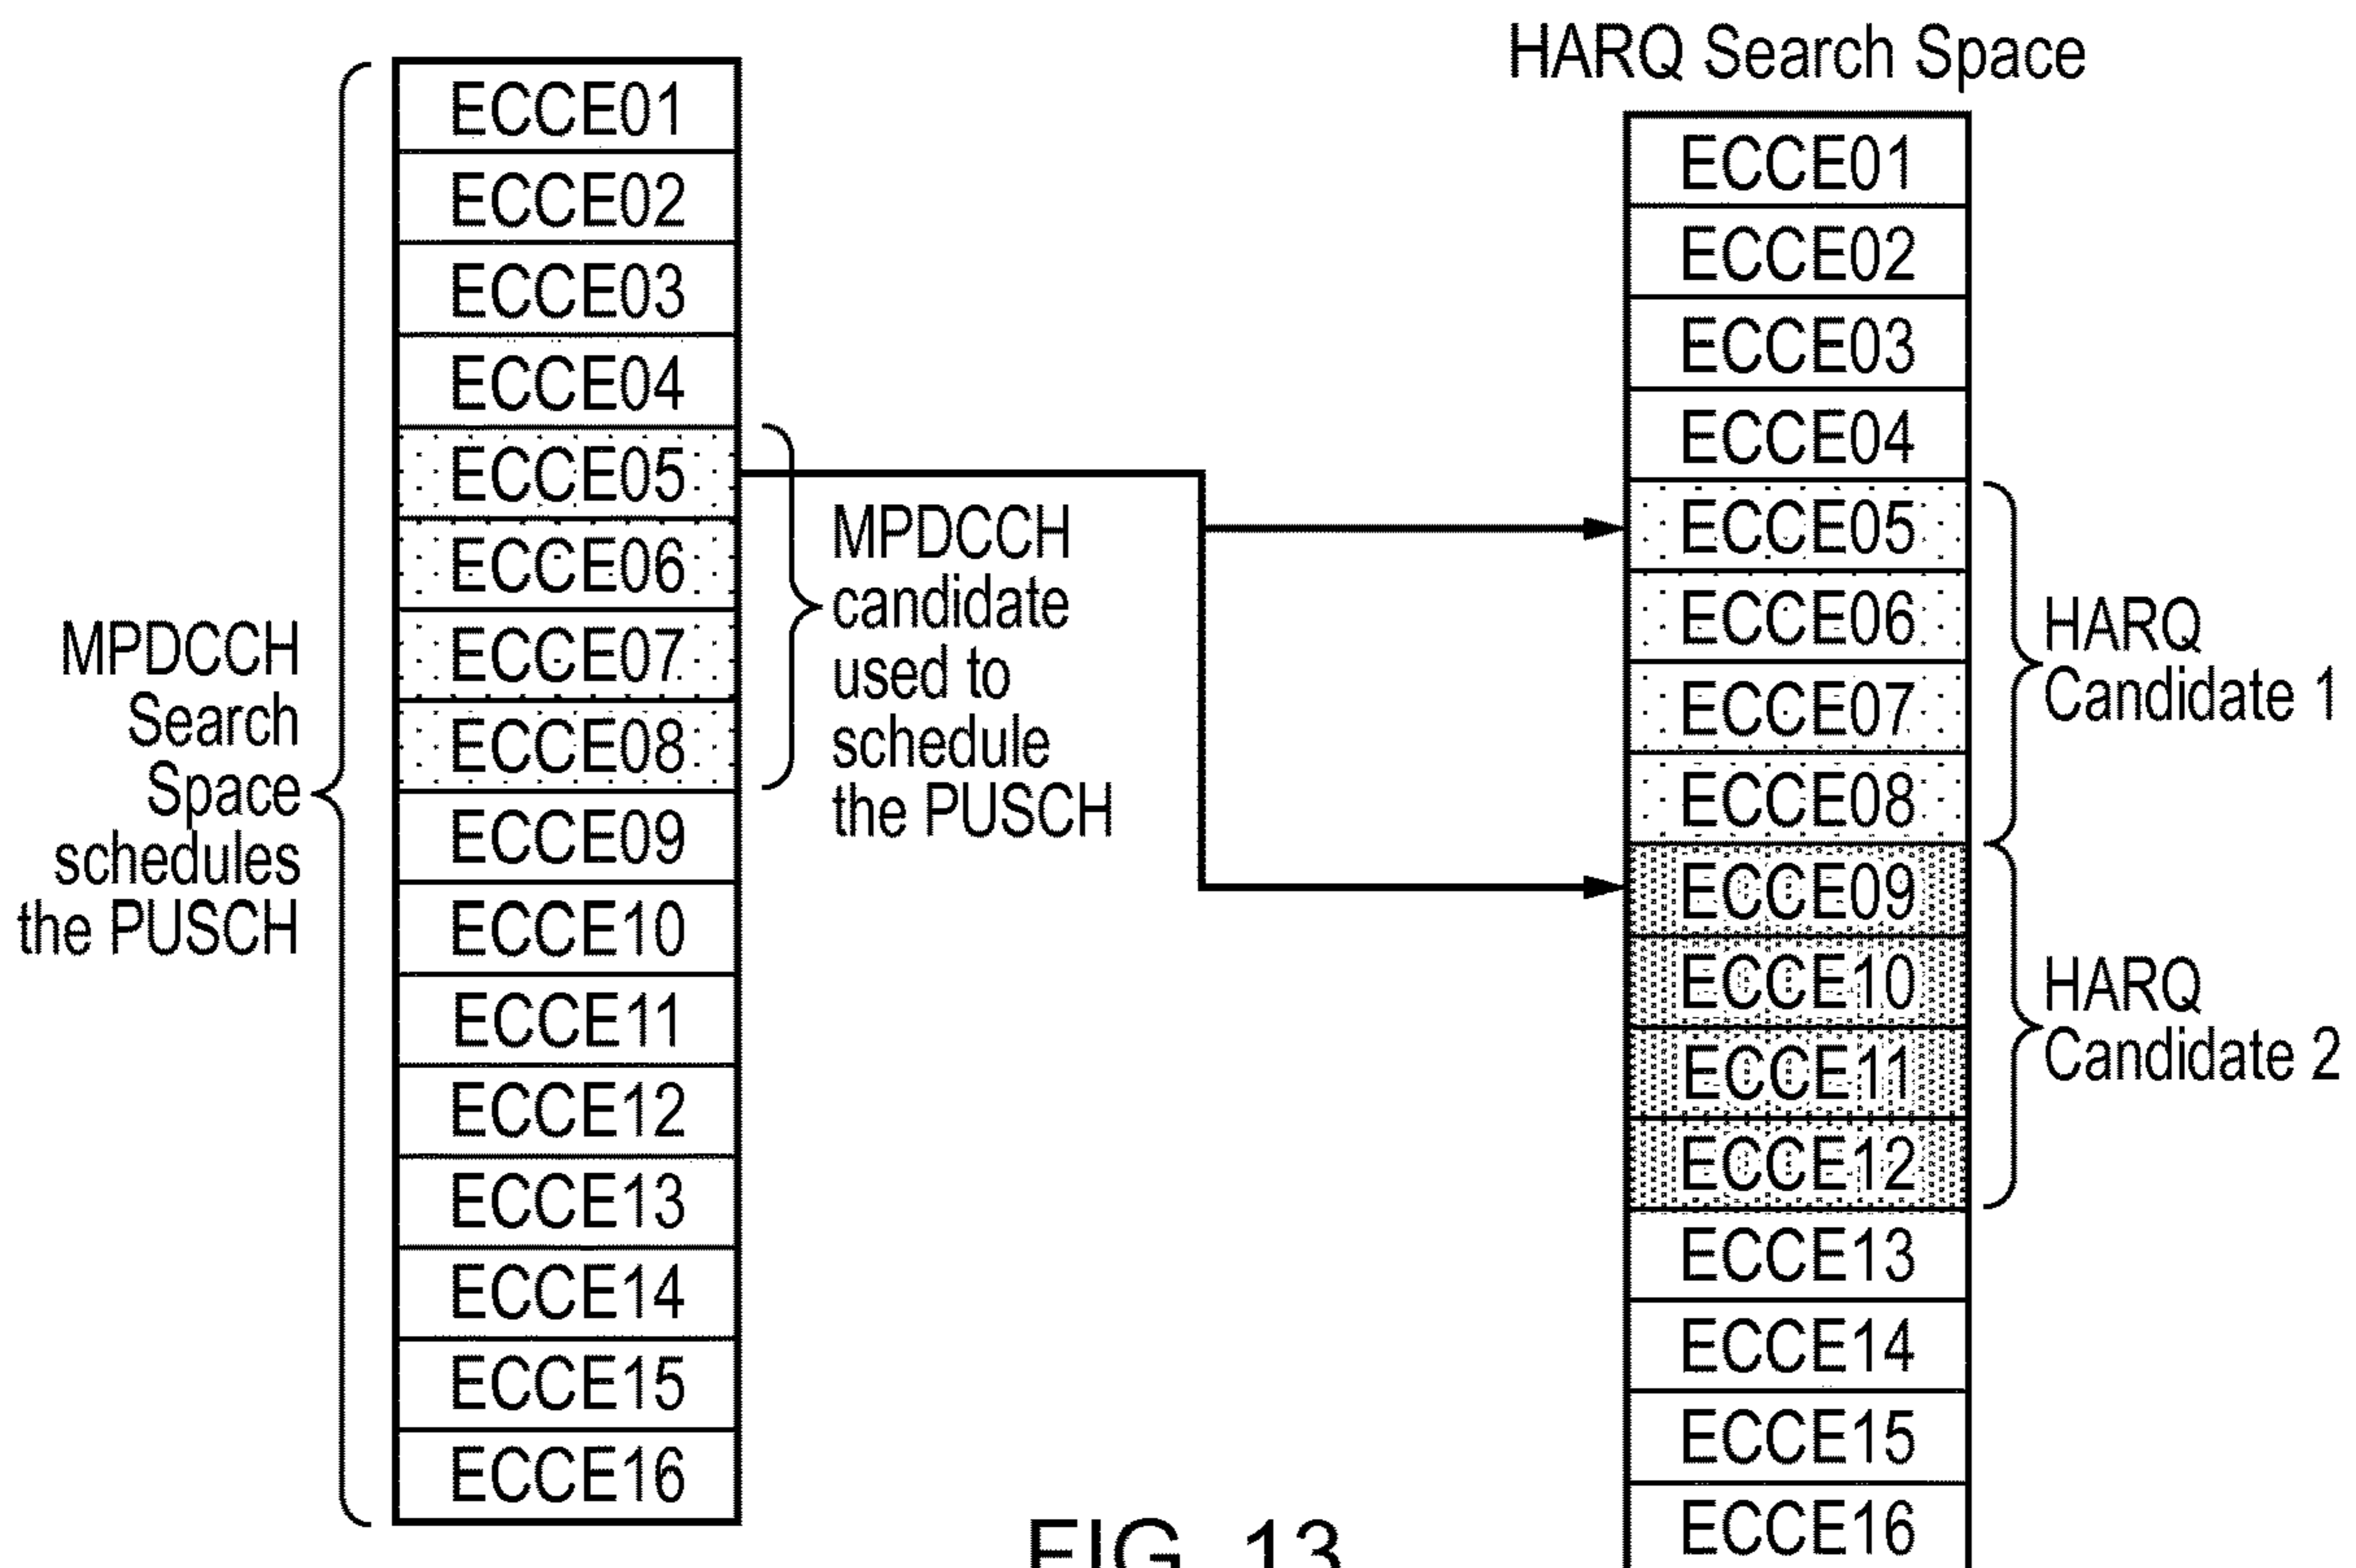 MPDCCH
Search
Space
schedules
the PUSCH
ECCE01
ECCE02
ECCE03
ECCE04
ECCE05
ECCE06
ECCE07
ECCE08
ECCE09
ECCE10
ECCE11
ECCE12
ECCE13
ECCE14
ECCE15
ECCE16
MPDCCH
candidate
used to
schedule
the PUSCH
HARQ Search Space
ECCE01
ECCE02
ECCE03
ECCE04
ECCE05
ECCE06
ECCE07
ECCE08
ECCE09
ECCE10
ECCE11
ECCE12
ECCE13
ECCE14
ECCE15
ECCE16
HARQ
Candidate 1
HARQ
Candidate 2
FIG. 13